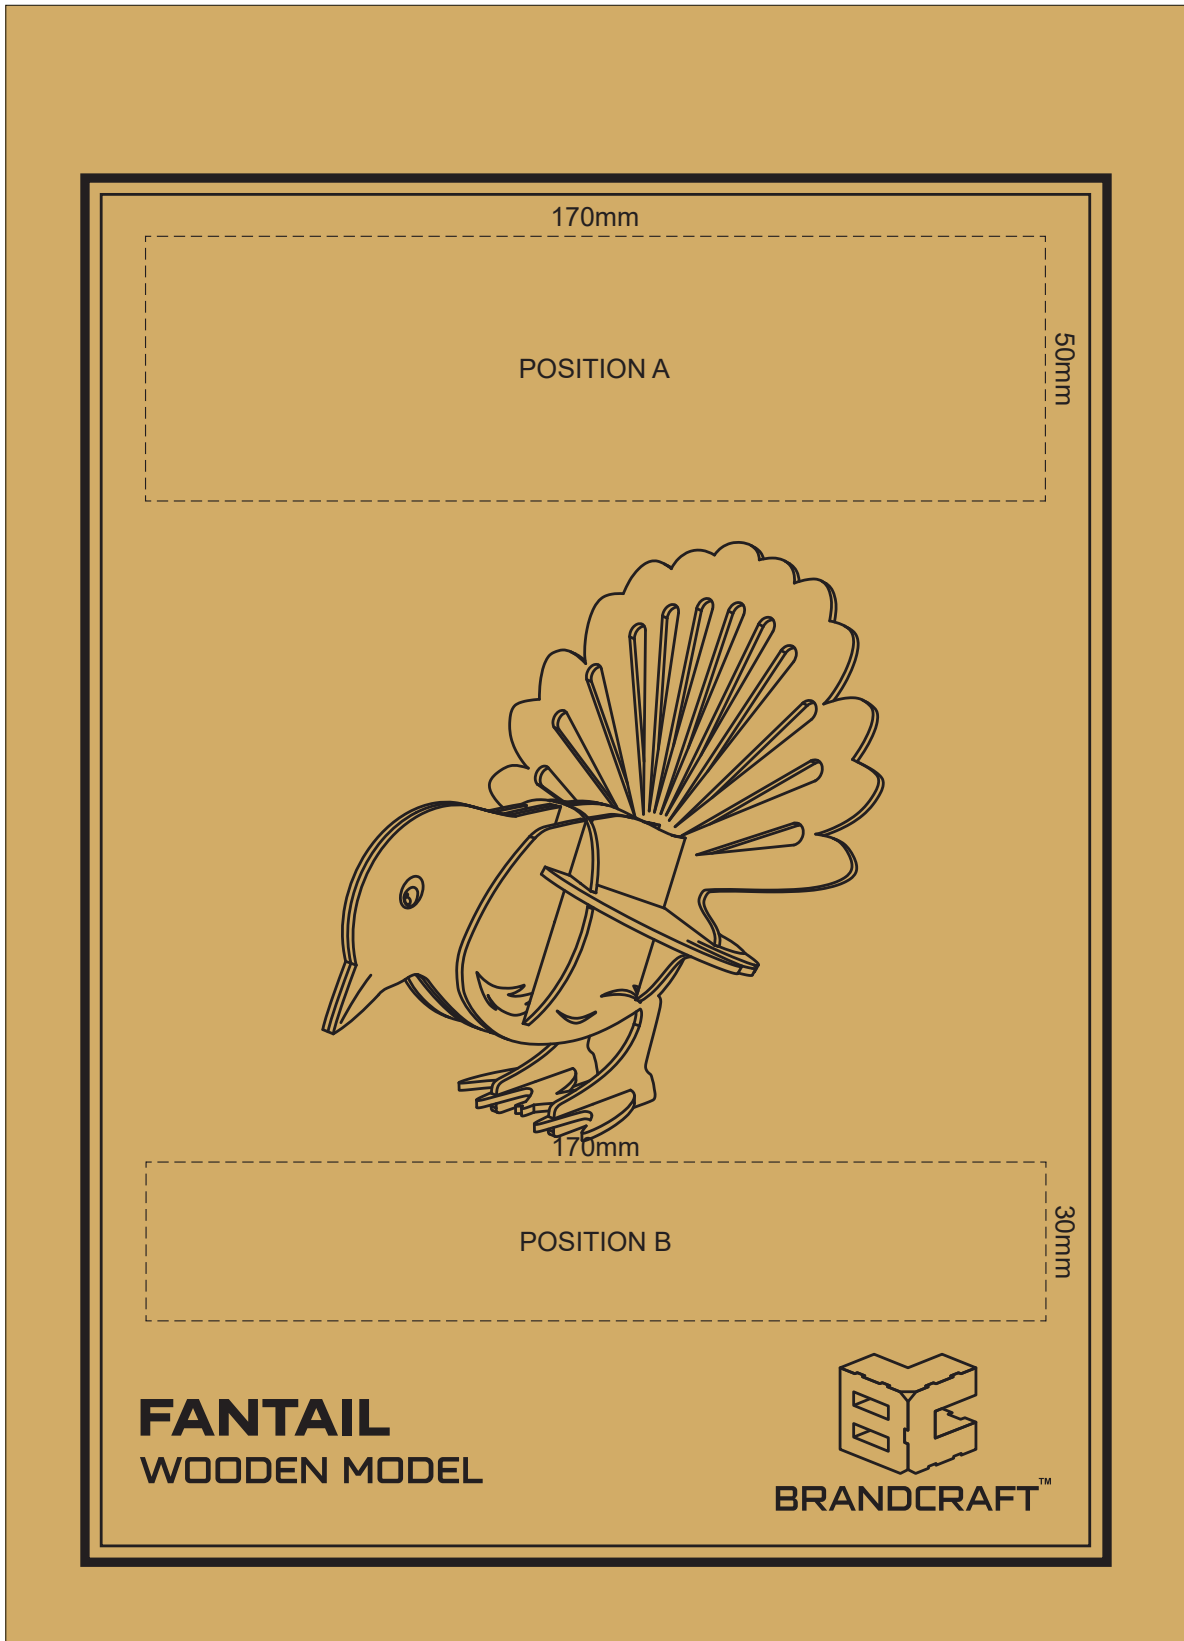 170mm
50mm
POSITION A
170mm
30mm
POSITION B
FANTAIL
WOODEN MODEL
BRANDCRAFT™